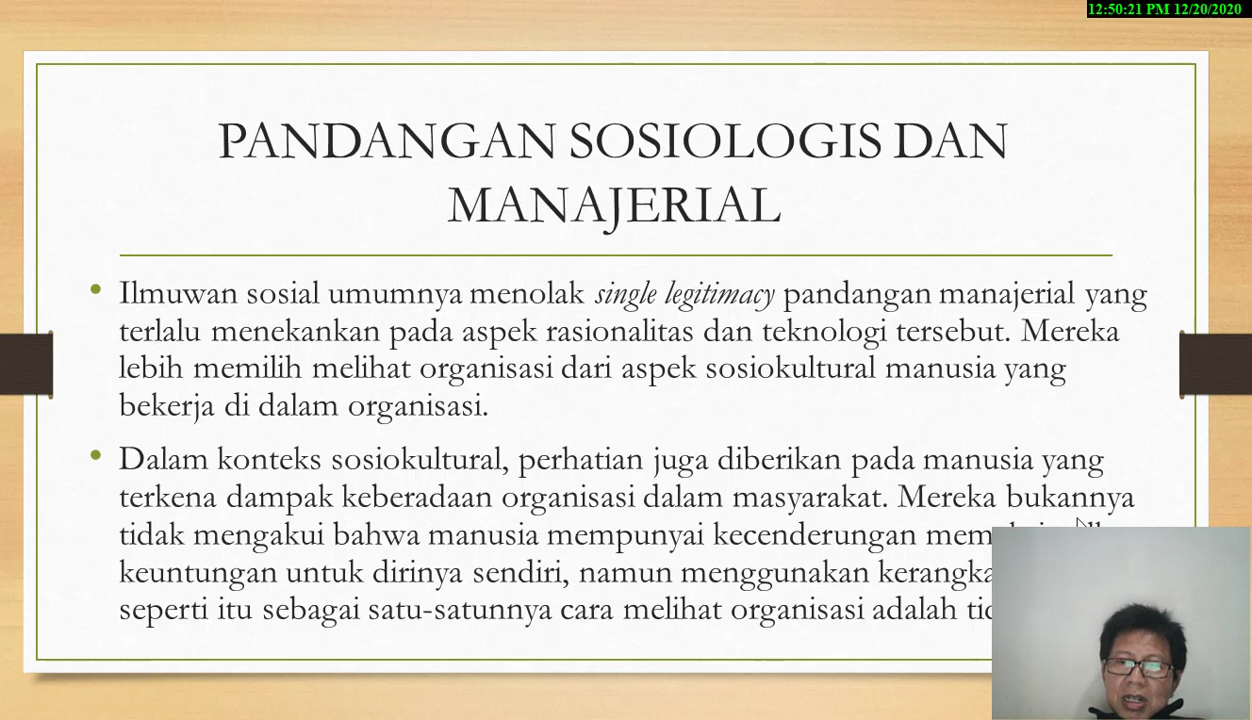 12:50:21 PM 12/20/2020
PANDANGAN SOSIOLOGIS DAN
MANAJERIAL
• Ilmuwan sosial umumnya menolak single legitimacy pandangan manajerial yang
terlalu menekankan pada aspek rasionalitas dan teknologi tersebut. Mereka
lebih memilih melihat organisasi dari aspek sosiokultural manusia yang
bekerja di dalam organisasi.
• Dalam konteks sosiokultural, perhatian juga diberikan pada manusia yang
terkena dampak keberadaan organisasi dalam masyarakat. Mereka bukannya
tidak mengakui bahwa manusia mempunyai kecenderungan
keuntungan untuk dirinya sendiri, namun menggunakan kerangka
seperti itu sebagai satu-satunnya cara melihat organisasi adalah